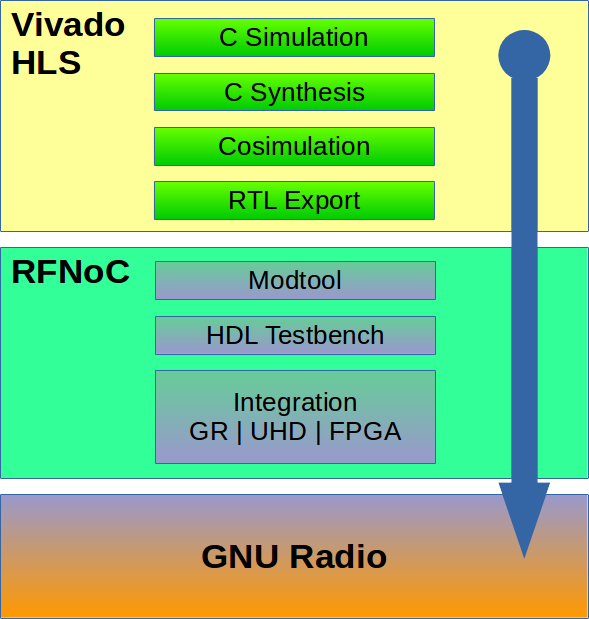 Vivado
HLS
C Simulation
C Synthesis
Cosimulation
RTL Export
RFNoC
Modtool
HDL Testbench
Integration
GR | UHD | FPGA
GNU Radio